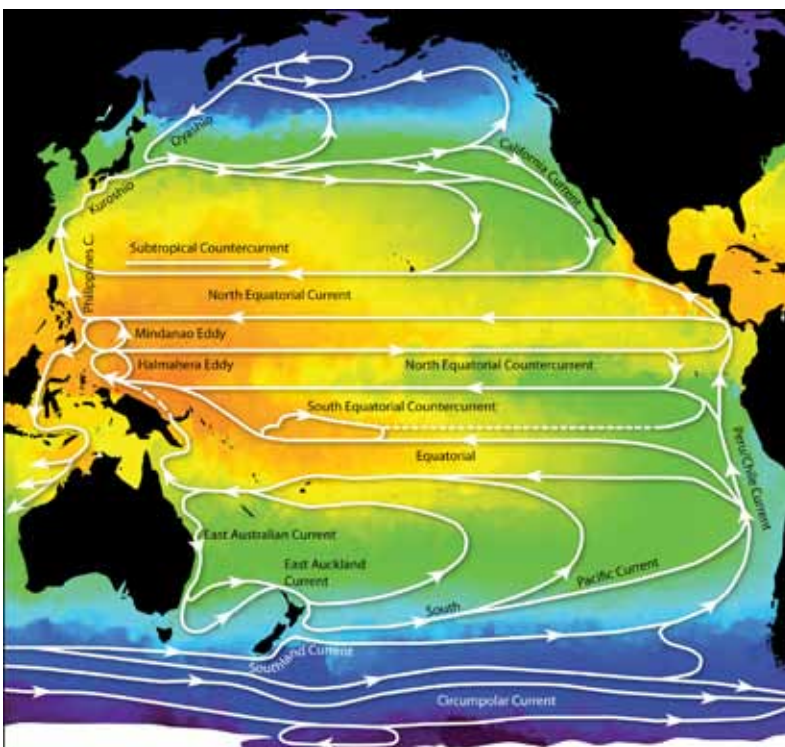 Oyashio
California Current
Kuroshio
Subtropical Countercurrent
Philippines C.
North Equatorial Current
Mindanao Eddy
Halmahera Eddy
North Equatorial Countercurrent
South Equatorial Countercurrent
Equatorial
Peru/Chile Current
East Australian Current
East Auckland
Current
South
Pacific Current
Southland Current
Circumpolar Current